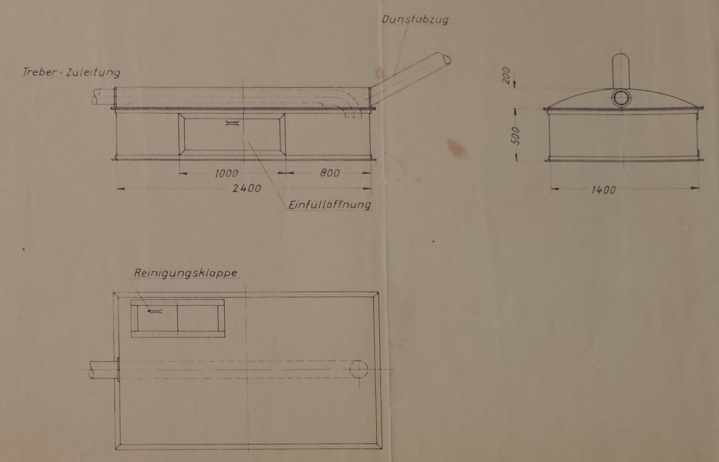 Dunstabzug
Treber-Zuleitung
200
500
1000
800
2400
1400
Einfüllöffnung
Reinigungsklappe